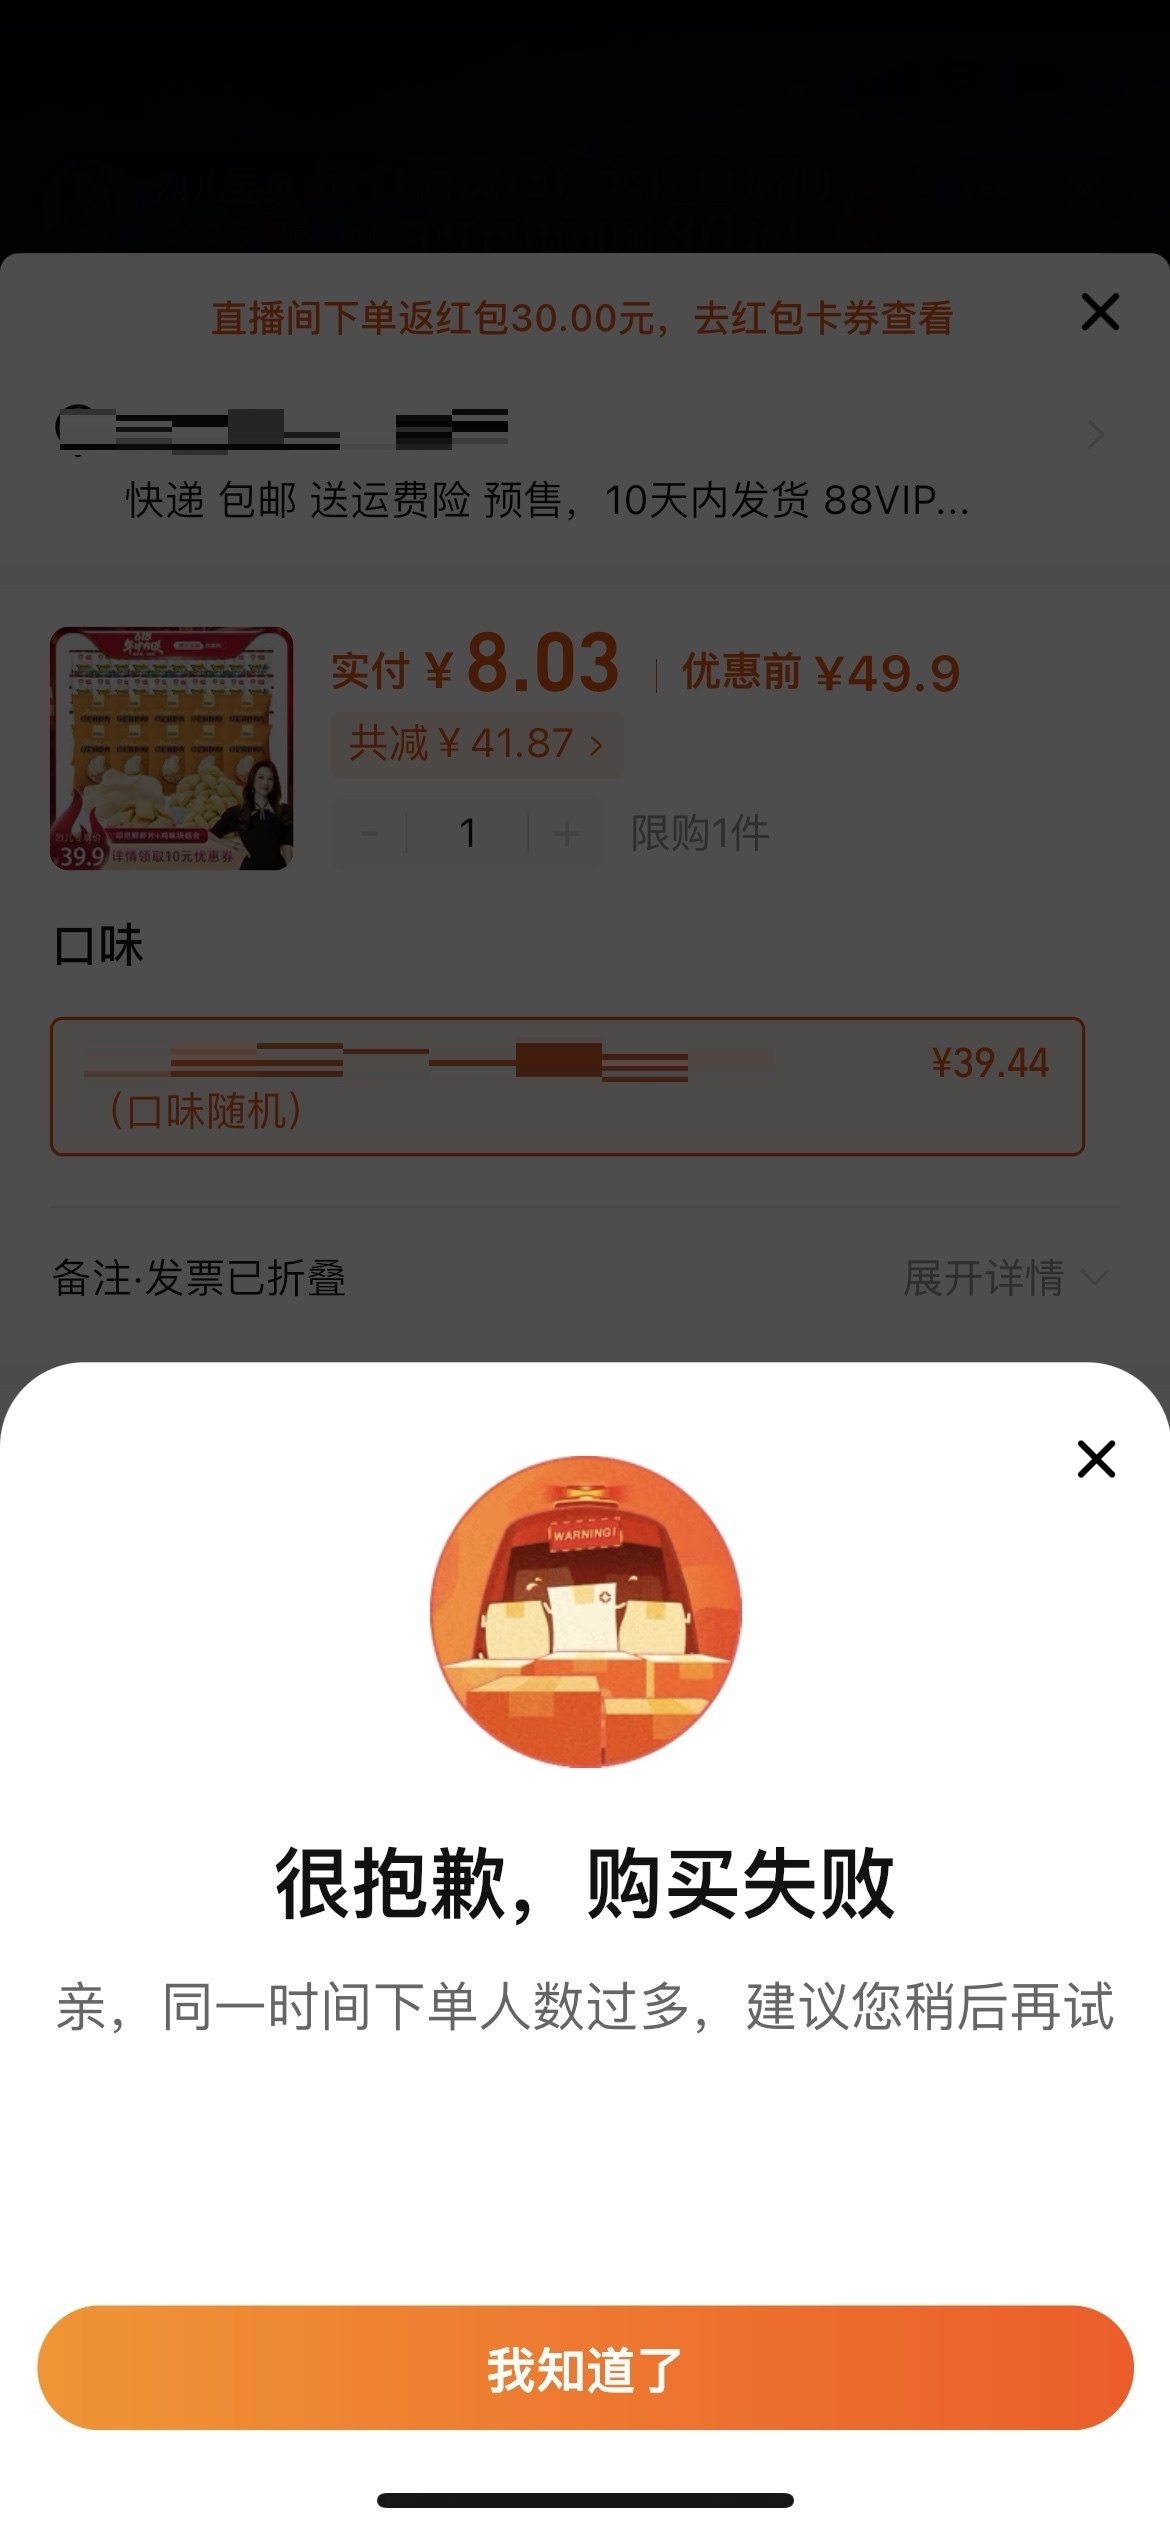 直播间下单返红包30.00元，去红包卡券查看
快递 包邮 送运费险 预售，10天内发货 88VIP...
实付 ¥8.03 优惠前 ¥49.9
共减 ¥ 41.87 >
- 1 + 限购1件
39.9 详情领取10元优惠券
口味
¥39.44
（口味随机）
备注·发票已折叠 展开详情
WARNING!
很抱歉，购买失败
亲，同一时间下单人数过多，建议您稍后再试
我知道了